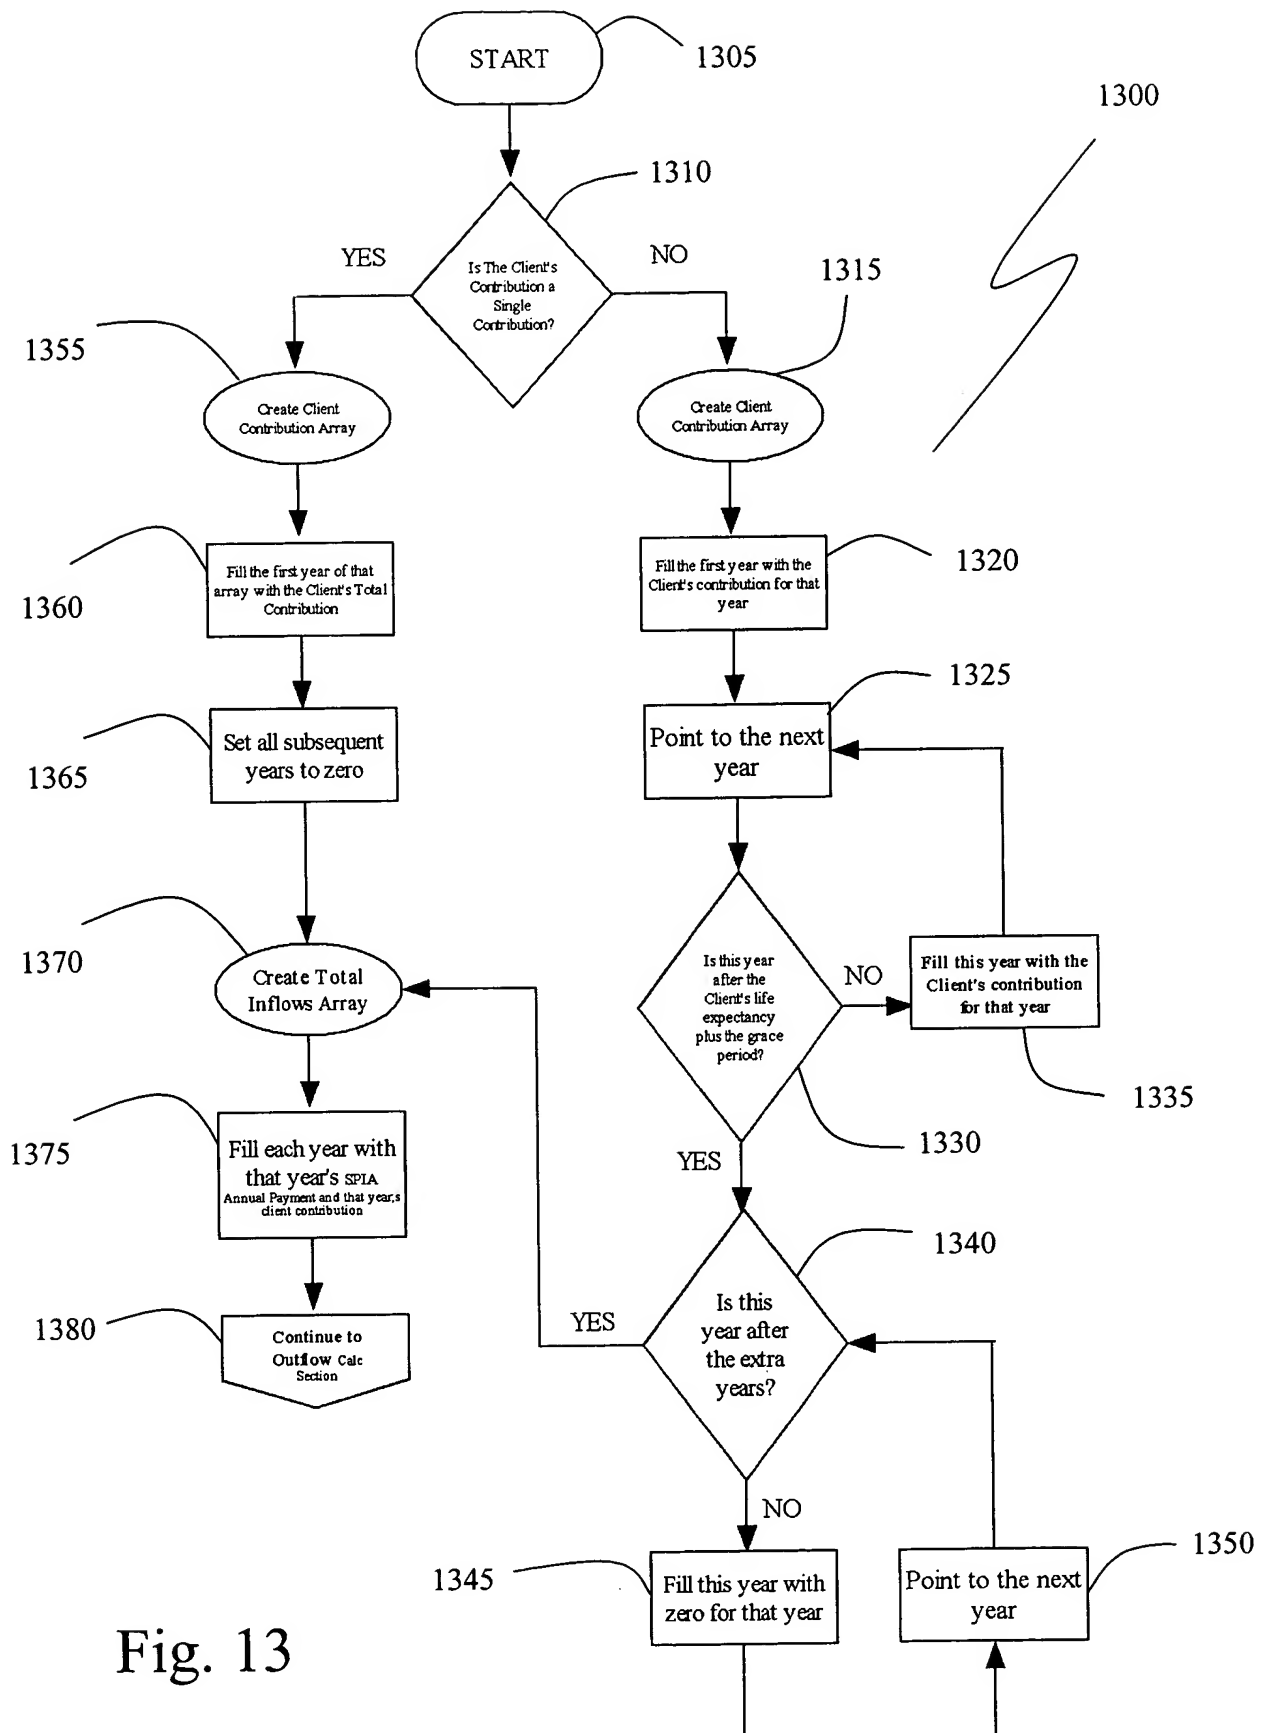 START
1305
1300
1310
YES
NO
Is The Client's
Contribution a
Single
Contribution?
1315
1355
Create Client
Contribution Array
Create Client
Contribution Array
1360
Fill the first year of that
array with the Client's Total
Contribution
Fill the first year with the
Client's contribution for that
year
1320
1325
Point to the next
year
1365
Set all subsequent
years to zero
1370
Create Total
Inflows Array
Is this year
after the
Client's life
expectancy
plus the grace
period?
NO
Fill this year with the
Client's contribution
for that year
1335
1330
YES
1375
Fill each year with
that year's SPIA
Annual Payment and that year,s
client contribution
1340
Is this
year after
the extra
years?
YES
1380
Continue to
Outflow Calc
Section
NO
1345
Fill this year with
zero for that year
Point to the next
year
1350
Fig. 13